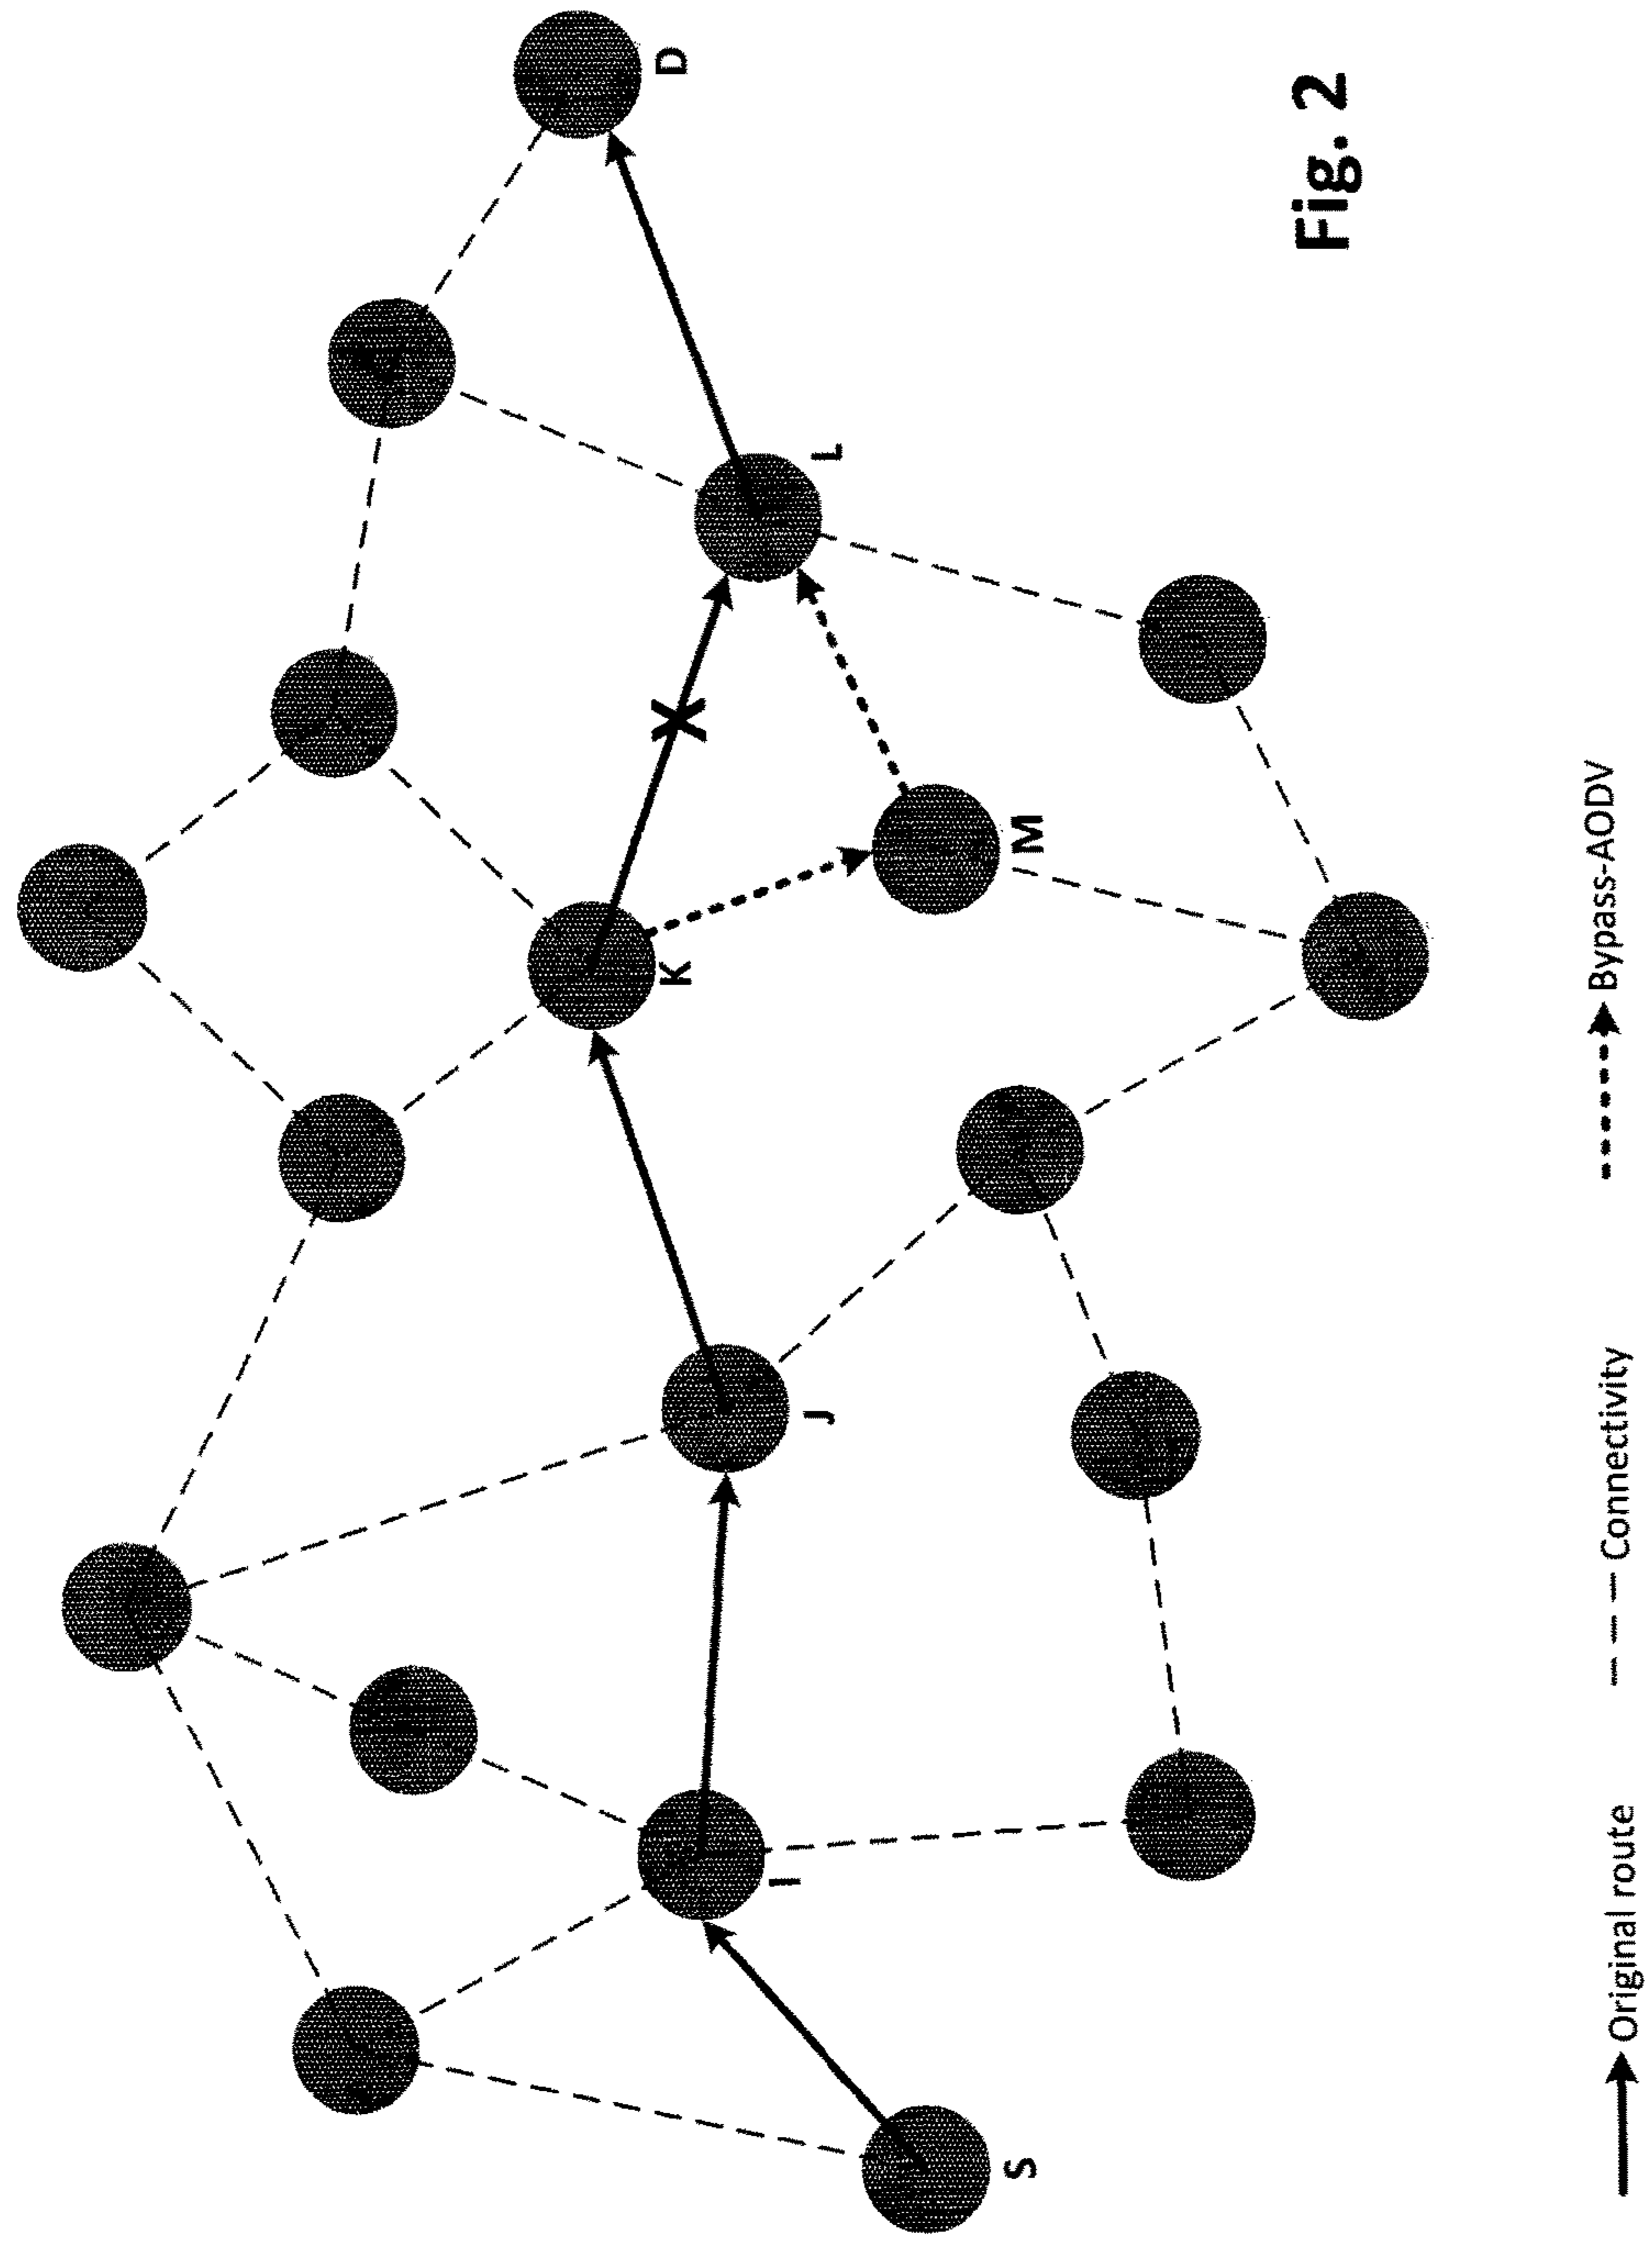 S
I
J
K
M
L
D
Fig. 2
Original route
Connectivity
Bypass-AODV